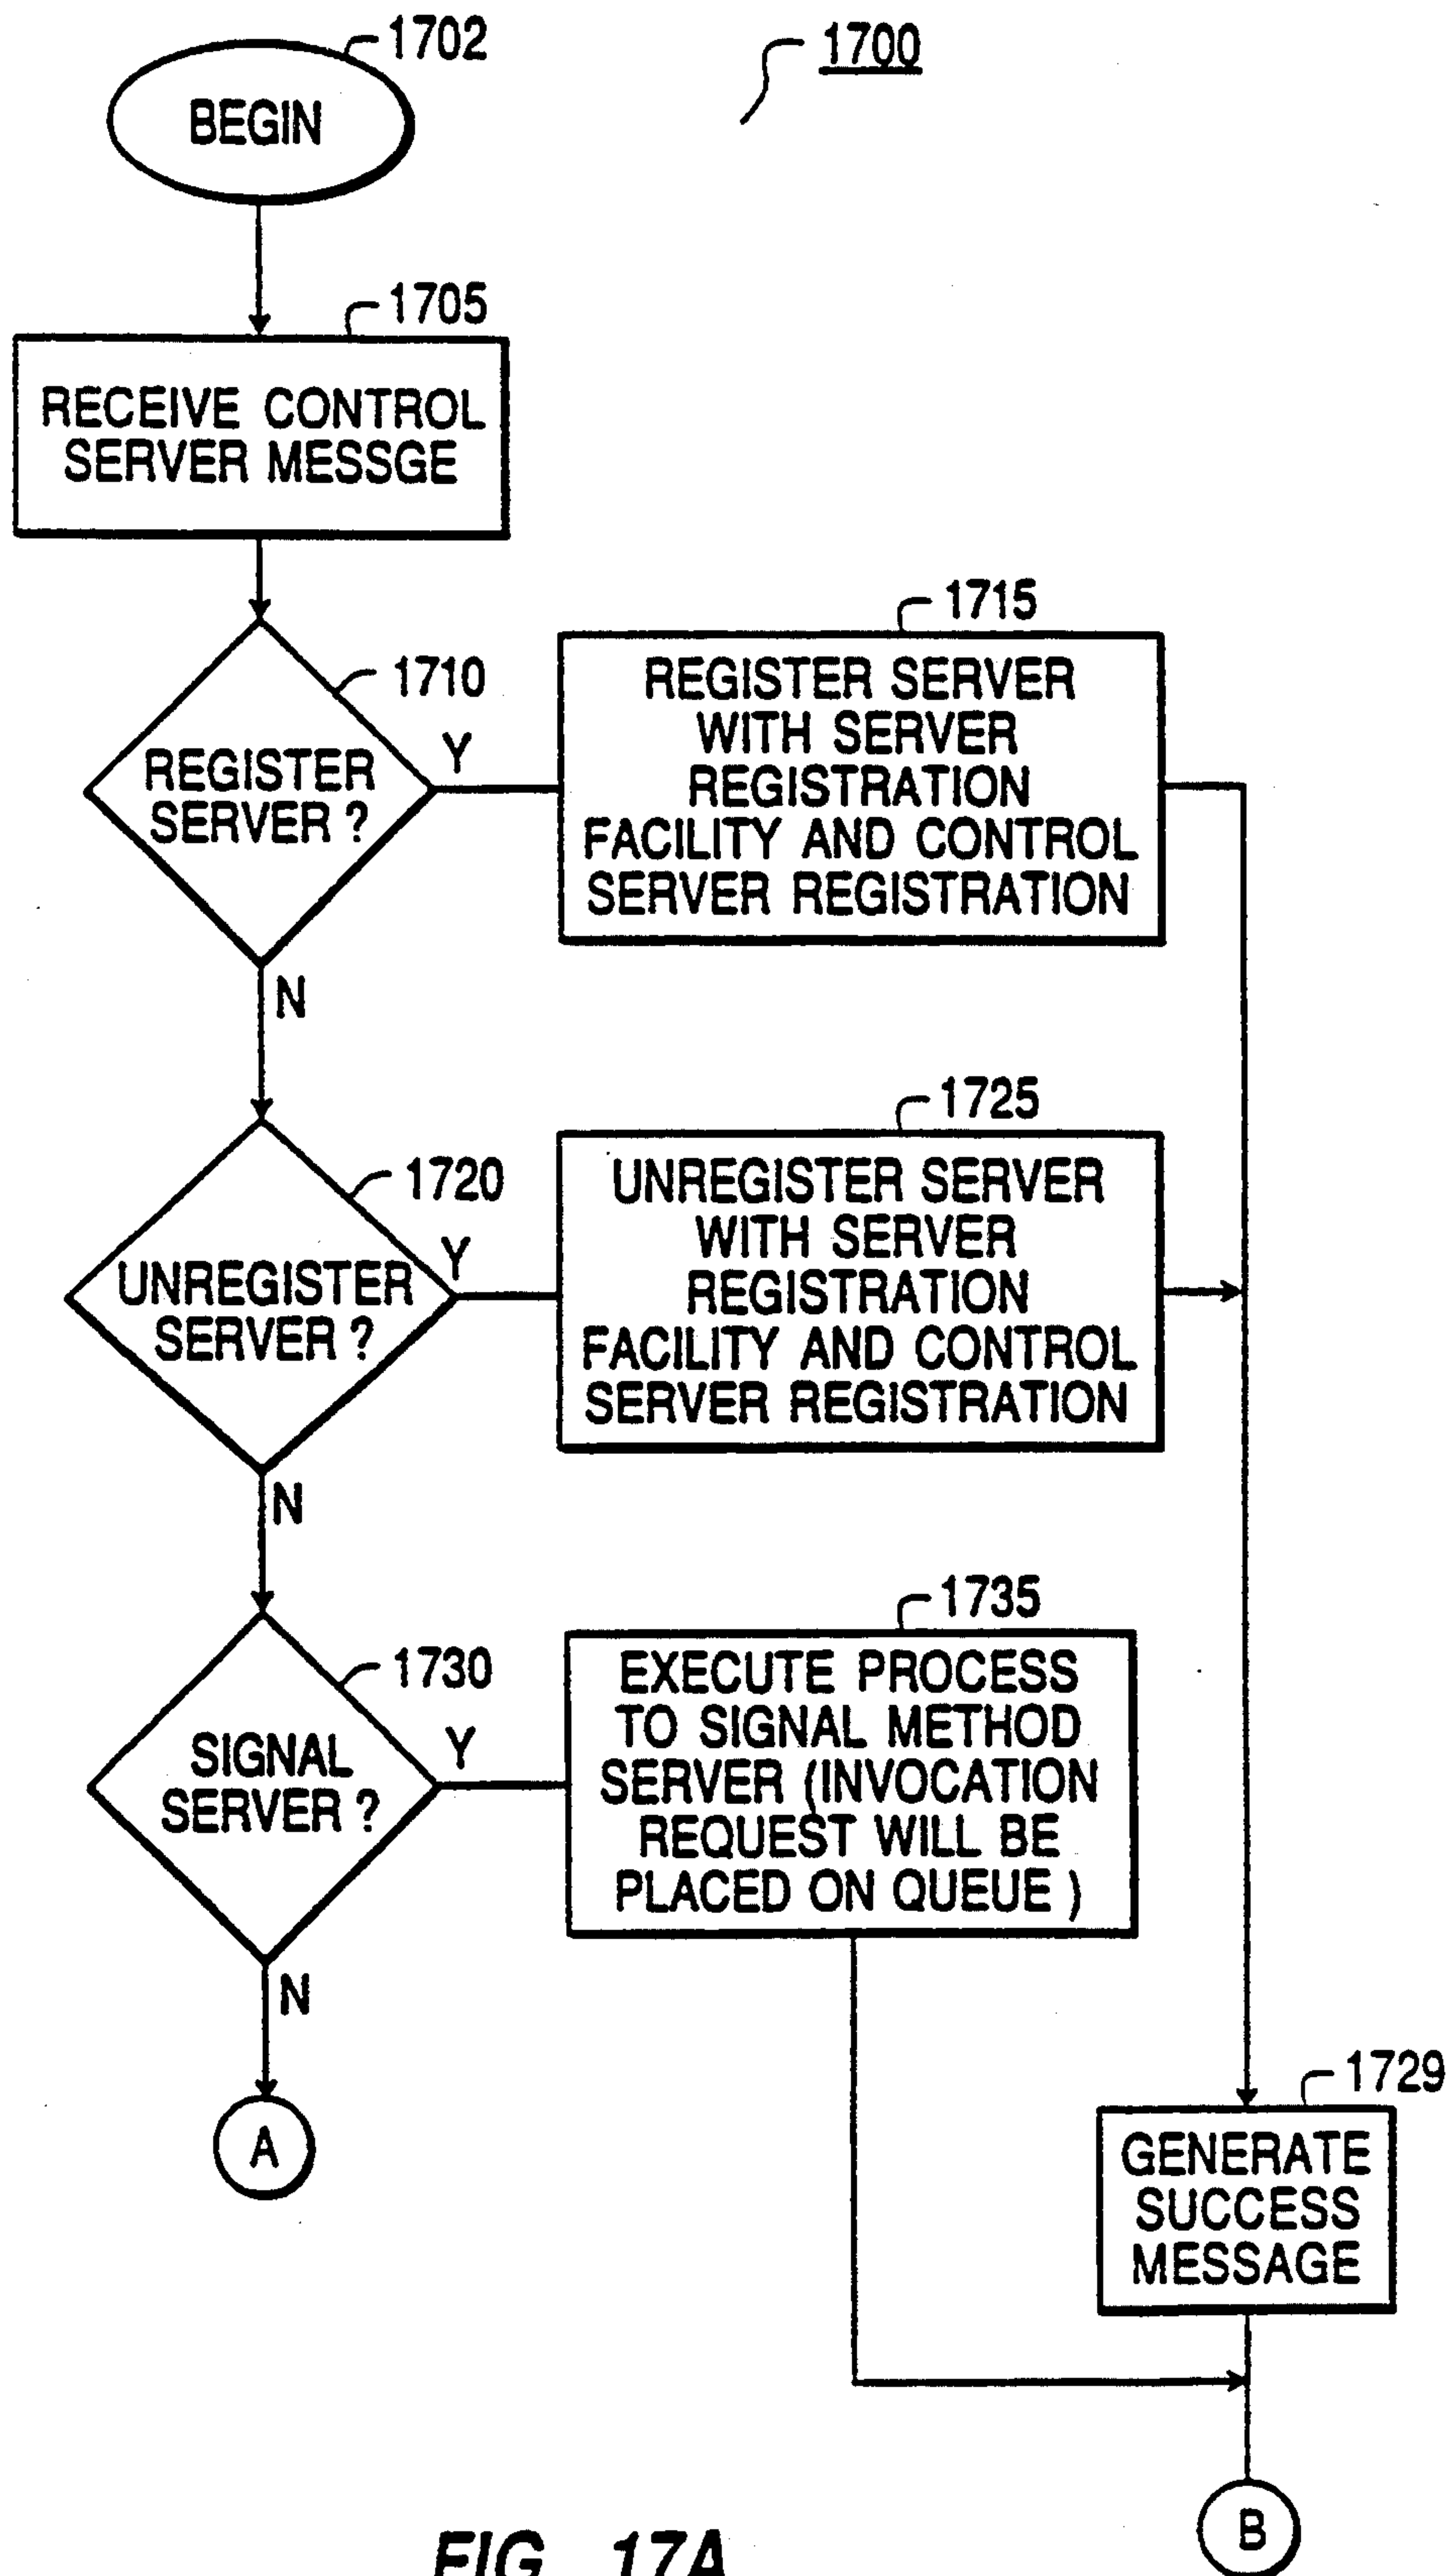 1702
1700
BEGIN
1705
RECEIVE CONTROL
SERVER MESSGE
1710
REGISTER
SERVER ?
Y
N
1715
REGISTER SERVER
WITH SERVER
REGISTRATION
FACILITY AND CONTROL
SERVER REGISTRATION
1720
UNREGISTER
SERVER ?
Y
N
1725
UNREGISTER SERVER
WITH SERVER
REGISTRATION
FACILITY AND CONTROL
SERVER REGISTRATION
1730
SIGNAL
SERVER ?
Y
N
1735
EXECUTE PROCESS
TO SIGNAL METHOD
SERVER (INVOCATION
REQUEST WILL BE
PLACED ON QUEUE )
A
1729
GENERATE
SUCCESS
MESSAGE
B
FIG. 17A